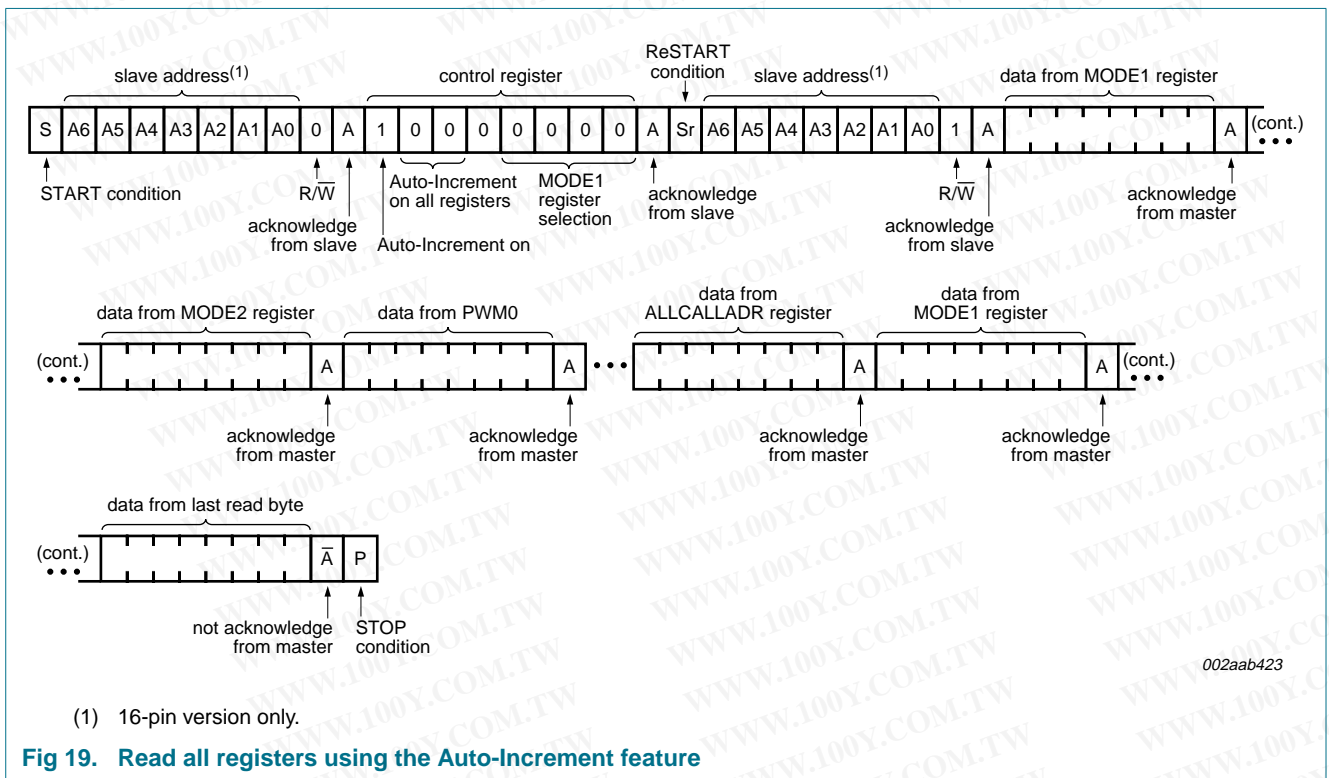 ReSTART
condition
slave address(1)
control register
slave address(1)
data from MODE1 register
S A6 A5 A4 A3 A2 A1 A0 0 A 1 0 0 0 0 0 0 0 A Sr A6 A5 A4 A3 A2 A1 A0 1 A A (cont.)
START condition
R/W̅
acknowledge
from slave
Auto-Increment on
Auto-Increment
on all registers
MODE1
register
selection
acknowledge
from slave
R/W̅
acknowledge
from slave
acknowledge
from master
data from MODE2 register
data from PWM0
data from
ALLCALLADR register
data from
MODE1 register
(cont.) A A A A (cont.)
acknowledge
from master
acknowledge
from master
acknowledge
from master
acknowledge
from master
data from last read byte
(cont.) A̅ P
not acknowledge
from master
STOP
condition
002aab423
(1) 16-pin version only.
Fig 19. Read all registers using the Auto-Increment feature
WWW.100Y.COM.TW